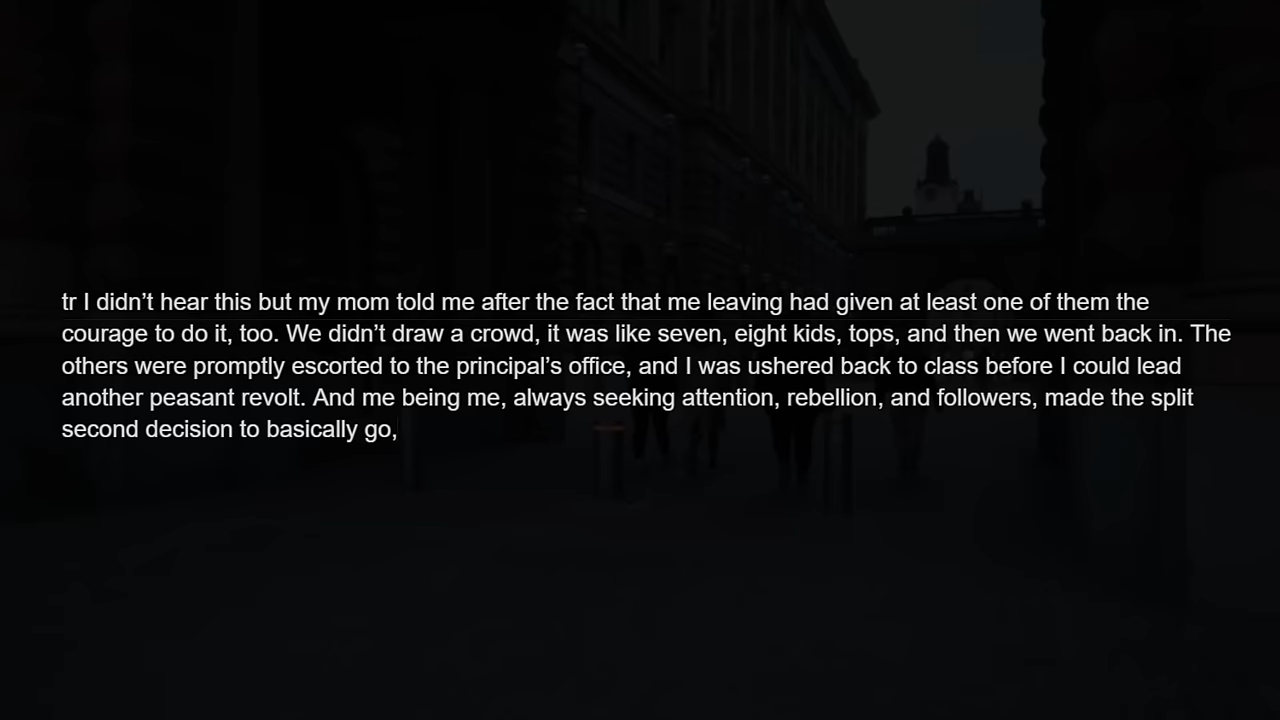 tr I didn’t hear this but my mom told me after the fact that me leaving had given at least one of them the
courage to do it, too. We didn’t draw a crowd, it was like seven, eight kids, tops, and then we went back in. The
others were promptly escorted to the principal’s office, and I was ushered back to class before I could lead
another peasant revolt. And me being me, always seeking attention, rebellion, and followers, made the split
second decision to basically go,